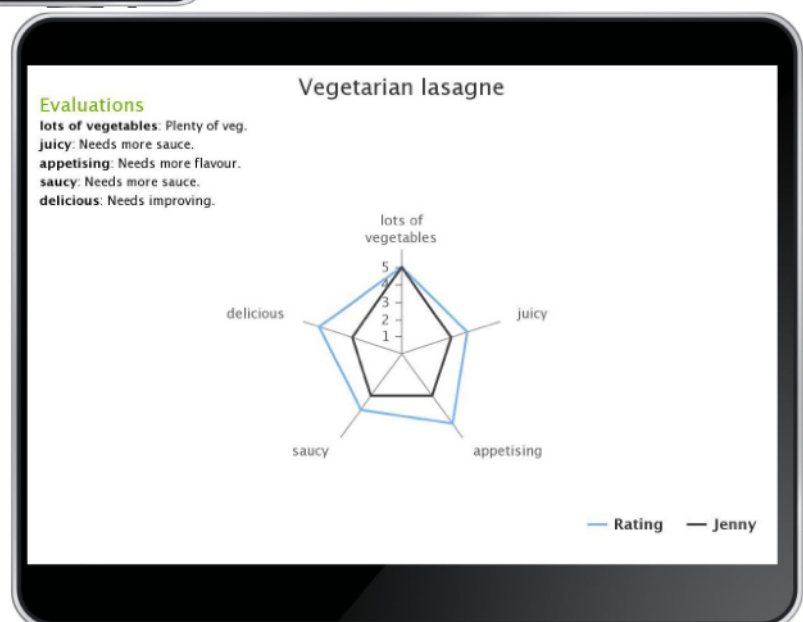 Vegetarian lasagne
Evaluations
lots of vegetables: Plenty of veg.
juicy: Needs more sauce.
appetising: Needs more flavour.
saucy: Needs more sauce.
delicious: Needs improving.
lots of
vegetables
5
4
3
2
1
delicious
juicy
saucy
appetising
Rating
Jenny